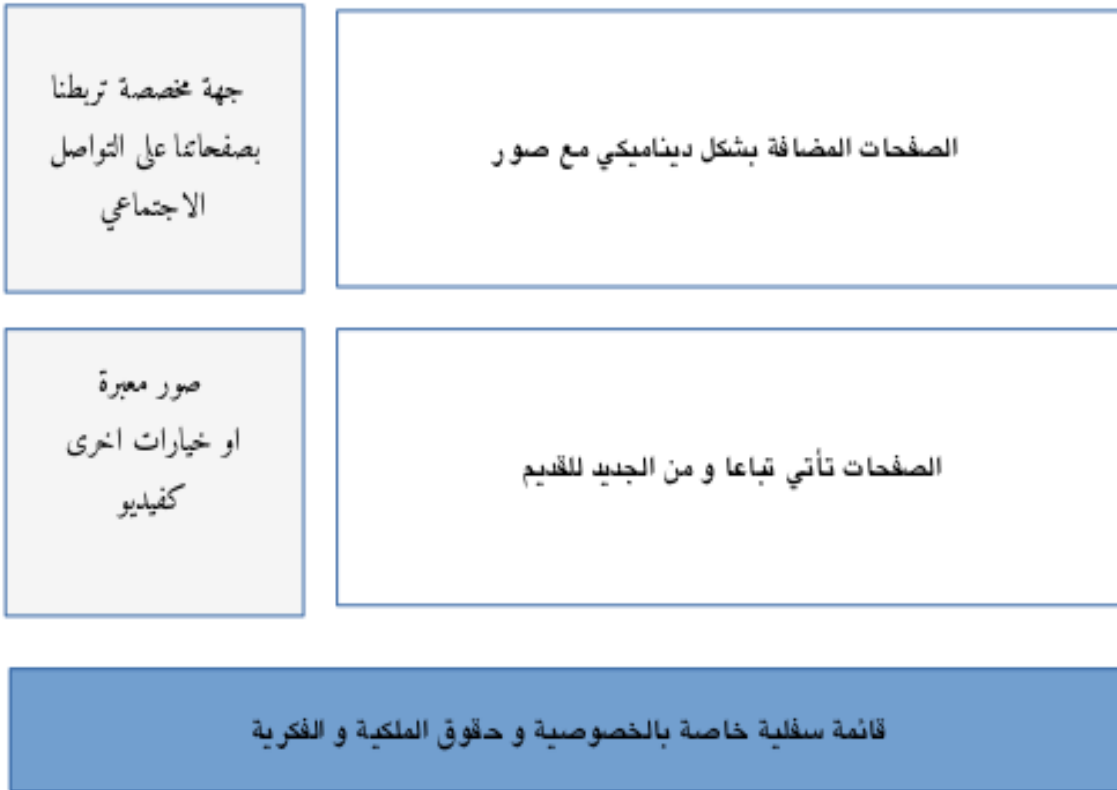 الصفحات المضافة بشكل ديناميكي مع صور
جهة مخصصة تربطنا
بصفحاتنا على التواصل
الاجتماعي
الصفحات تأتي تباعا و من الجديد للقديم
صور معبرة
او خيارات اخرى
كفيديو
قائمة سفلية خاصة بالخصوصية و حقوق الملكية و الفكرية